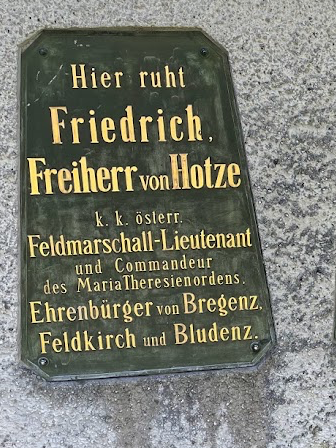 Hier ruht
Friedrich,
Freiherr von Hotze
k. k. österr.
Feldmarschall-Lieutenant
und Commandeur
des MariaTheresienordens.
Ehrenbürger von Bregenz,
Feldkirch und Bludenz.